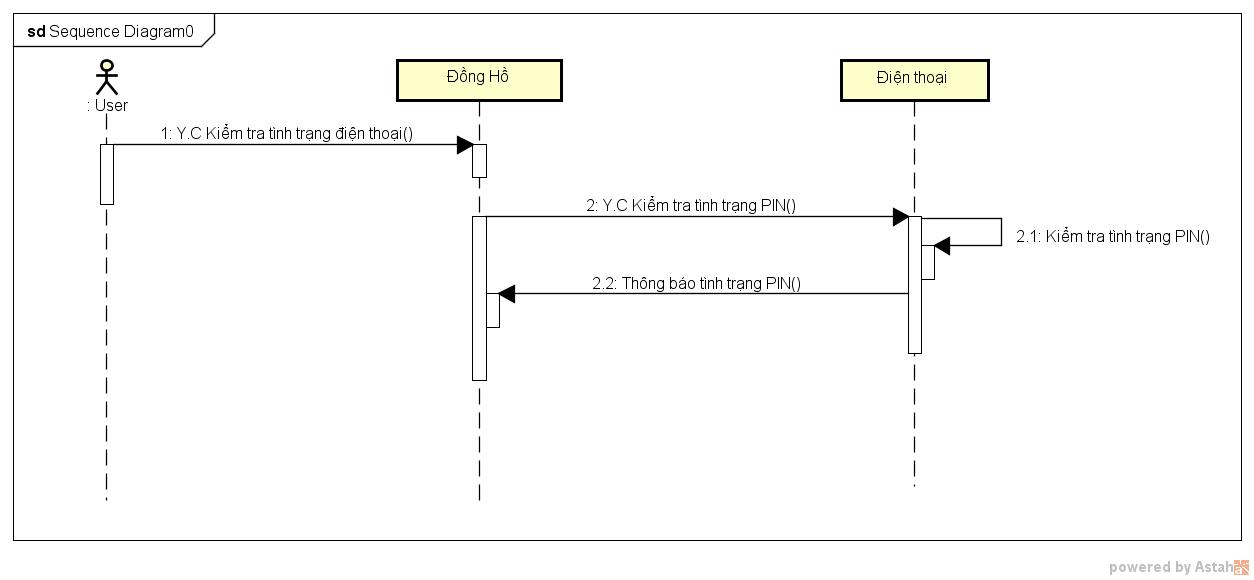 sd Sequence Diagram0
: User
Đồng Hồ
Điện thoại
1: Y.C Kiểm tra tình trạng điện thoại()
2: Y.C Kiểm tra tình trạng PIN()
2.1: Kiểm tra tình trạng PIN()
2.2: Thông báo tình trạng PIN()
powered by Astah